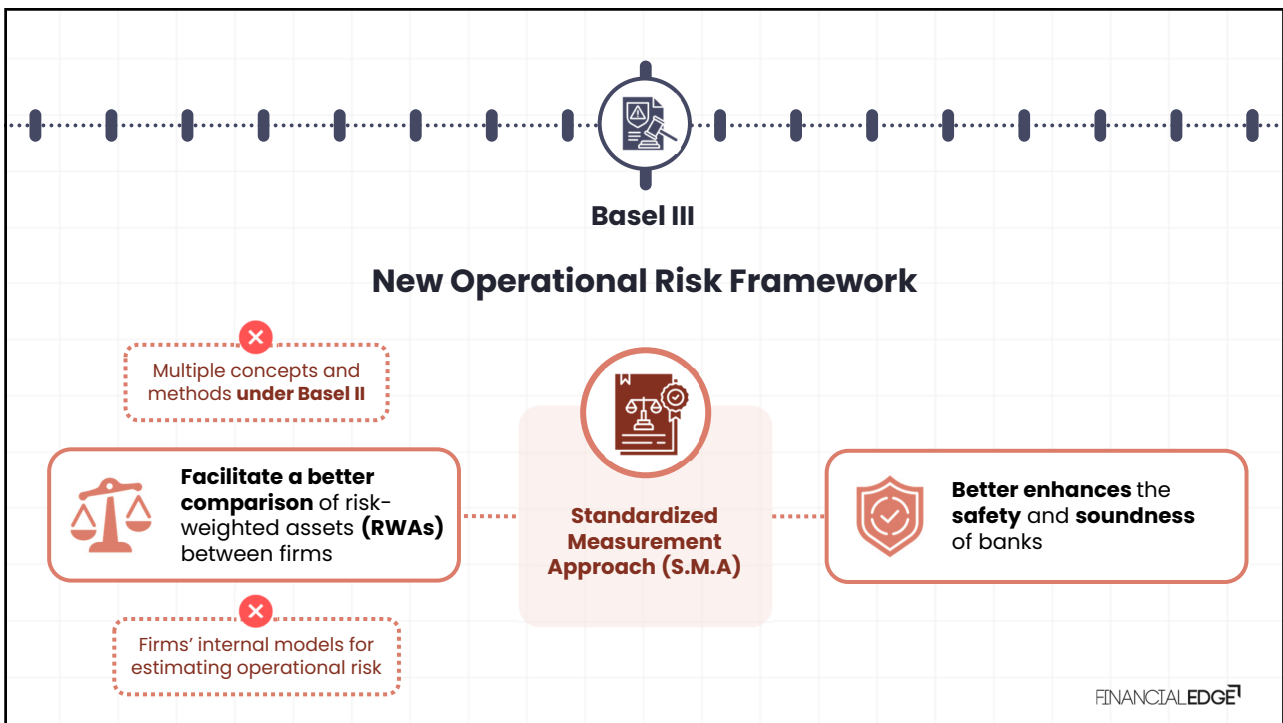 Basel III
New Operational Risk Framework
Multiple concepts and
methods under Basel II
Facilitate a better
comparison of risk-
weighted assets (RWAs)
between firms
Firms’ internal models for
estimating operational risk
Standardized
Measurement
Approach (S.M.A)
Better enhances the
safety and soundness
of banks
FINANCIALEDGE